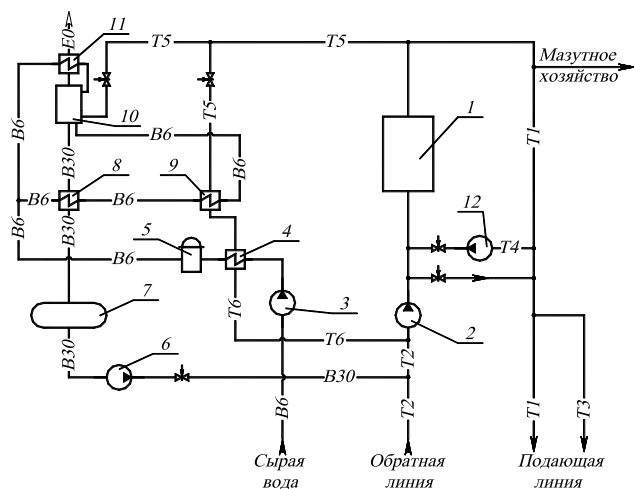 E0
11
T5
T5
Мазутное
хозяйство
B6
T5
1
10
B6
B30
B6
T1
8
9
B6
B6
12
B6
B30
5
4
T4
B6
7
T6
3
2
6
T6
B30
T2
B30
B6
T2
T1
T3
Сырая
вода
Обратная
линия
Подающая
линия